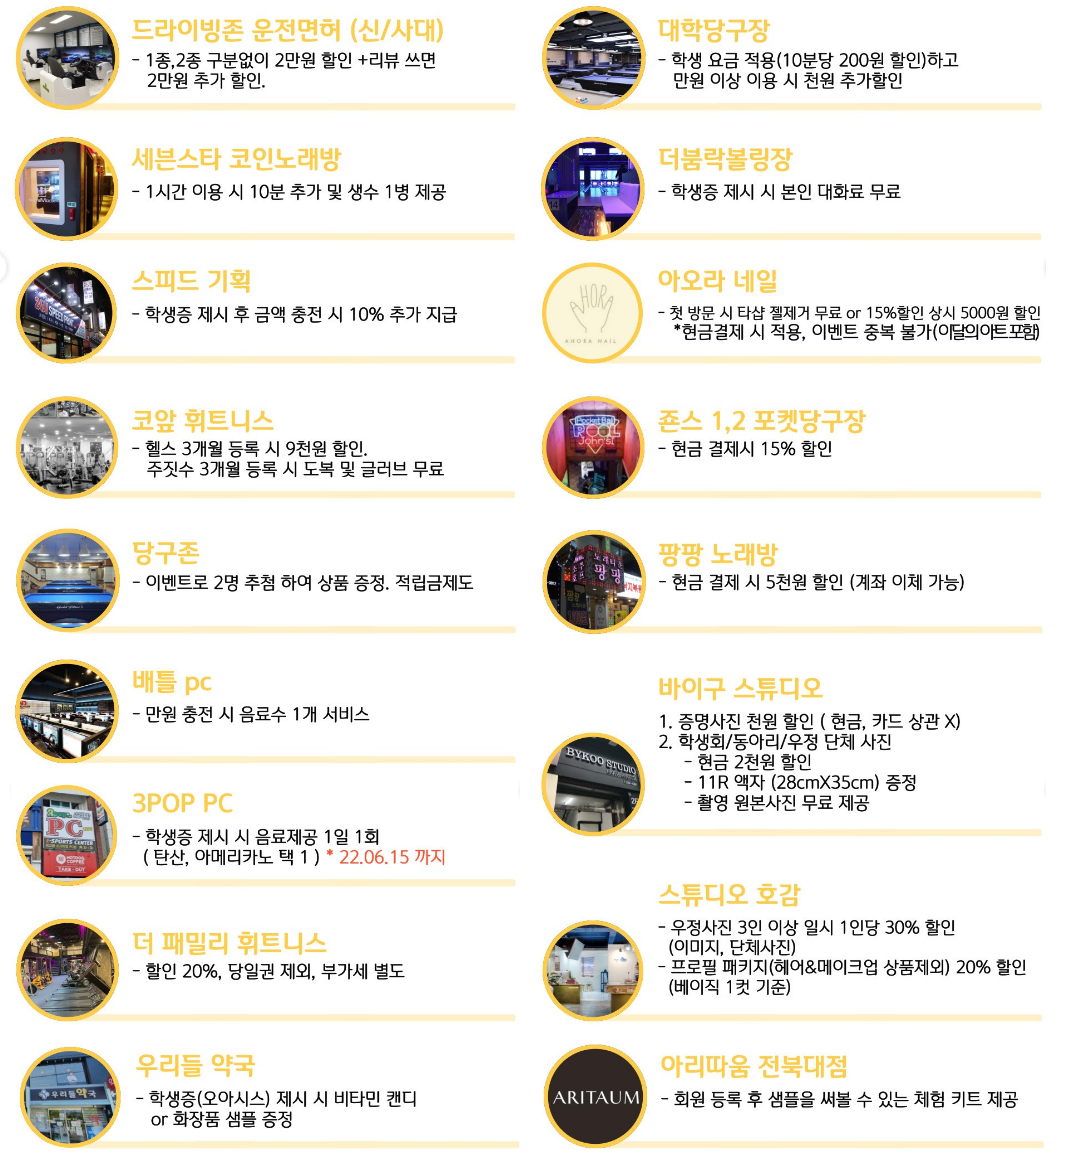 드라이빙존 운전면허 (신/사대)
- 1종,2종 구분없이 2만원 할인 +리뷰 쓰면
2만원 추가 할인.
세븐스타 코인노래방
- 1시간 이용 시 10분 추가 및 생수 1병 제공
스피드 기획
- 학생증 제시 후 금액 충전 시 10% 추가 지급
코앞 휘트니스
- 헬스 3개월 등록 시 9천원 할인.
주짓수 3개월 등록 시 도복 및 글러브 무료
당구존
- 이벤트로 2명 추첨 하여 상품 증정. 적립금제도
배틀 pc
- 만원 충전 시 음료수 1개 서비스
3POP PC
- 학생증 제시 시 음료제공 1일 1회
( 탄산, 아메리카노 택 1 ) * 22.06.15 까지
PC
SPORTS CENTER
TAKE-OUT
더 패밀리 휘트니스
- 할인 20%, 당일권 제외, 부가세 별도
우리들 약국
- 학생증(오아시스) 제시 시 비타민 캔디
or 화장품 샘플 증정
우리들약국
대학당구장
- 학생 요금 적용(10분당 200원 할인)하고
만원 이상 이용 시 천원 추가할인
더붐락볼링장
- 학생증 제시 시 본인 대화료 무료
14
아오라 네일
- 첫 방문 시 타샵 젤제거 무료 or 15%할인 상시 5000원 할인
*현금결제 시 적용, 이벤트 중복 불가(이달의아트포함)
AHORA NAIL
죤스 1,2 포켓당구장
- 현금 결제시 15% 할인
Pocket Ball
POOL
John's1
팡팡 노래방
- 현금 결제 시 5천원 할인 (계좌 이체 가능)
팡팡
바이구 스튜디오
1. 증명사진 천원 할인 ( 현금, 카드 상관 X)
2. 학생회/동아리/우정 단체 사진
- 현금 2천원 할인
- 11R 액자 (28cmX35cm) 증정
- 촬영 원본사진 무료 제공
BYKOO STUDIO
스튜디오 호감
- 우정사진 3인 이상 일시 1인당 30% 할인
(이미지, 단체사진)
- 프로필 패키지(헤어&메이크업 상품제외) 20% 할인
(베이직 1컷 기준)
아리따움 전북대점
- 회원 등록 후 샘플을 써볼 수 있는 체험 키트 제공
ARITAUM